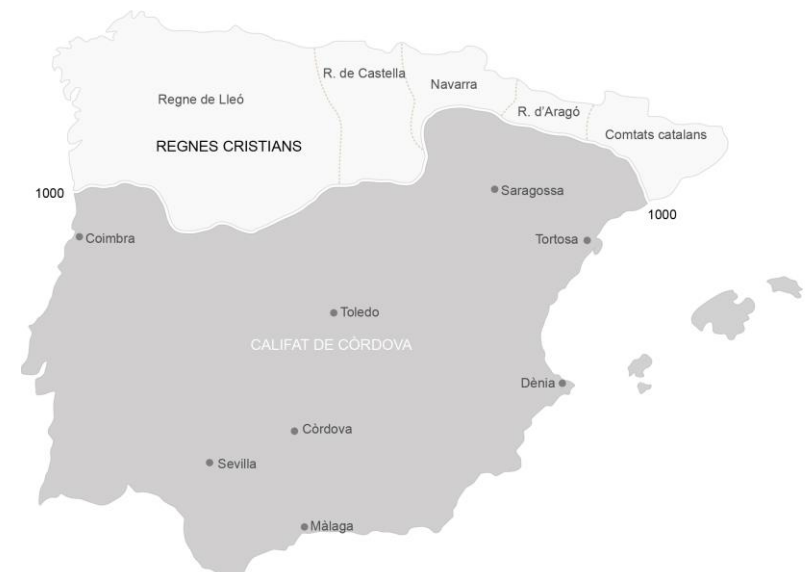 R. de Castella
Navarra
Regne de Lleó
R. d'Aragó
Comtats catalans
REGNES CRISTIANS
1000
Saragossa
1000
Coimbra
Tortosa
Toledo
CALIFAT DE CÒRDOVA
Dènia
Còrdova
Sevilla
Màlaga